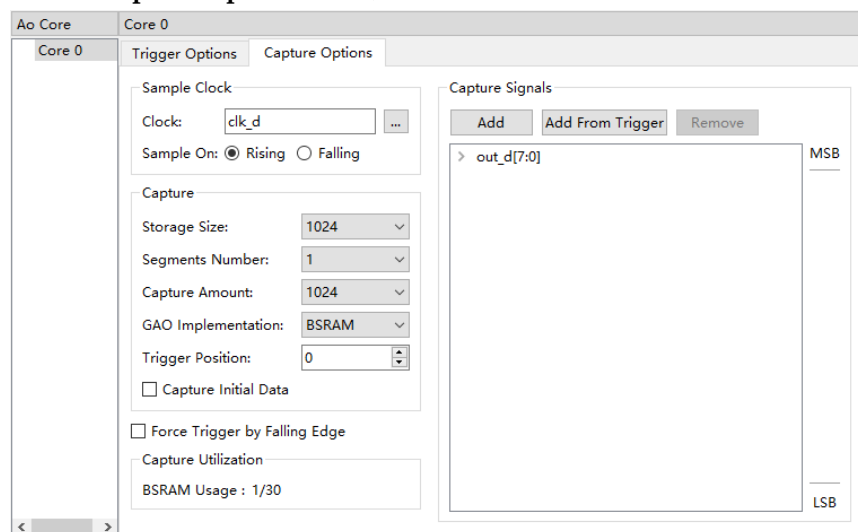 Ao Core
Core 0
Core 0
Trigger Options
Capture Options
Sample Clock
Clock: clk_d ...
Sample On: Rising Falling
Capture
Storage Size: 1024
Segments Number: 1
Capture Amount: 1024
GAO Implementation: BSRAM
Trigger Position: 0
Capture Initial Data
Force Trigger by Falling Edge
Capture Utilization
BSRAM Usage : 1/30
Capture Signals
Add Add From Trigger Remove
> out_d[7:0]
MSB
LSB